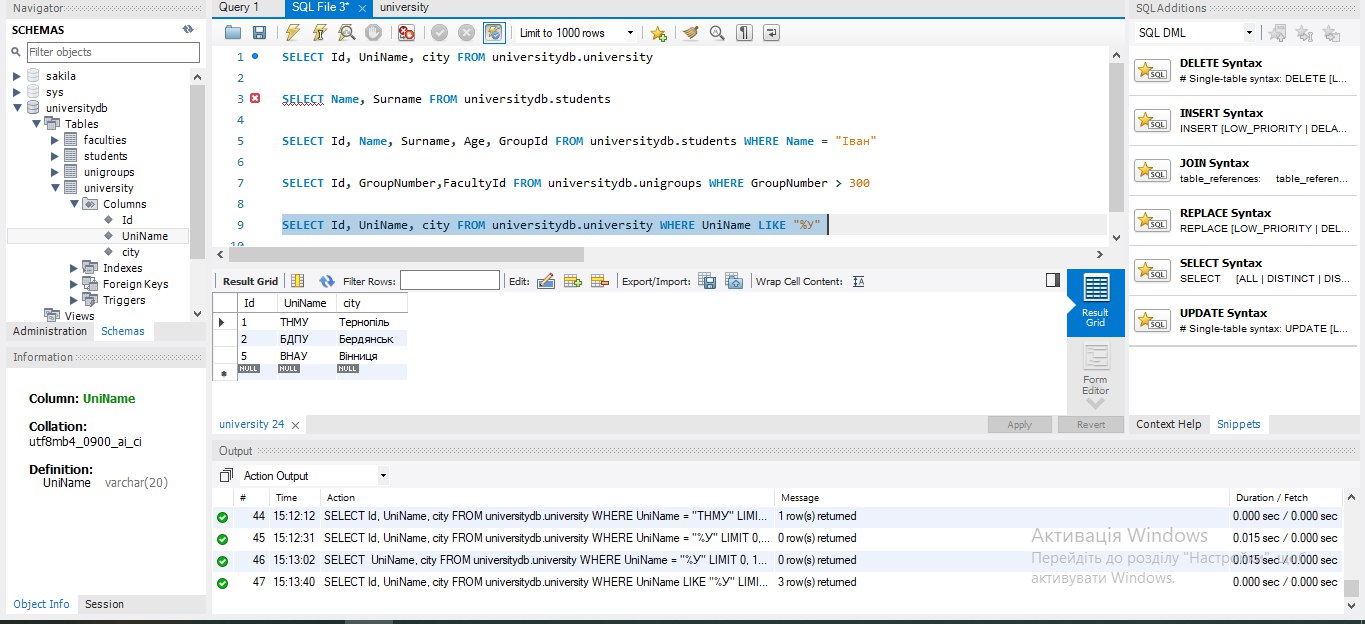 Navigator
SCHEMAS
Filter objects
sakila
sys
universitydb
Tables
faculties
students
unigroups
university
Columns
Id
UniName
city
Indexes
Foreign Keys
Triggers
Views
Administration Schemas
Information
Column: UniName
Collation:
utf8mb4_0900_ai_ci
Definition:
UniName varchar(20)
Object Info Session
Query 1 SQL File 3* university
Limit to 1000 rows
1 SELECT Id, UniName, city FROM universitydb.university
2
3 SELECT Name, Surname FROM universitydb.students
4
5 SELECT Id, Name, Surname, Age, GroupId FROM universitydb.students WHERE Name = "Іван"
6
7 SELECT Id, GroupNumber,FacultyId FROM universitydb.unigroups WHERE GroupNumber > 300
8
9 SELECT Id, UniName, city FROM universitydb.university WHERE UniName LIKE "%У"
10
Result Grid Filter Rows: Edit: Export/Import: Wrap Cell Content:
Id UniName city
1 ТНМУ Тернопіль
2 БДПУ Бердянськ
5 ВНАУ Вінниця
NULL NULL NULL
Result
Grid
Form
Editor
university 24 Apply Revert
Output
Action Output
# Time Action Message Duration / Fetch
44 15:12:12 SELECT Id, UniName, city FROM universitydb.university WHERE UniName = "ТНМУ" LIMI... 1 row(s) returned 0.000 sec / 0.000 sec
45 15:12:31 SELECT Id, UniName, city FROM universitydb.university WHERE UniName = "%У" LIMIT 0,... 0 row(s) returned 0.015 sec / 0.000 sec
46 15:13:02 SELECT UniName, city FROM universitydb.university WHERE UniName = "%У" LIMIT 0, 1... 0 row(s) returned 0.015 sec / 0.000 sec
47 15:13:40 SELECT Id, UniName, city FROM universitydb.university WHERE UniName LIKE "%У" LIMI... 3 row(s) returned 0.000 sec / 0.000 sec
Активація Windows
Перейдіть до розділу "Настройки", щоб
активувати Windows.
SQLAdditions
SQL DML
DELETE Syntax
# Single-table syntax: DELETE [L...
INSERT Syntax
INSERT [LOW_PRIORITY | DELA...
JOIN Syntax
table_references: table_referen...
REPLACE Syntax
REPLACE [LOW_PRIORITY | DEL...
SELECT Syntax
SELECT [ALL | DISTINCT | DIS...
UPDATE Syntax
# Single-table syntax: UPDATE [L...
Context Help Snippets